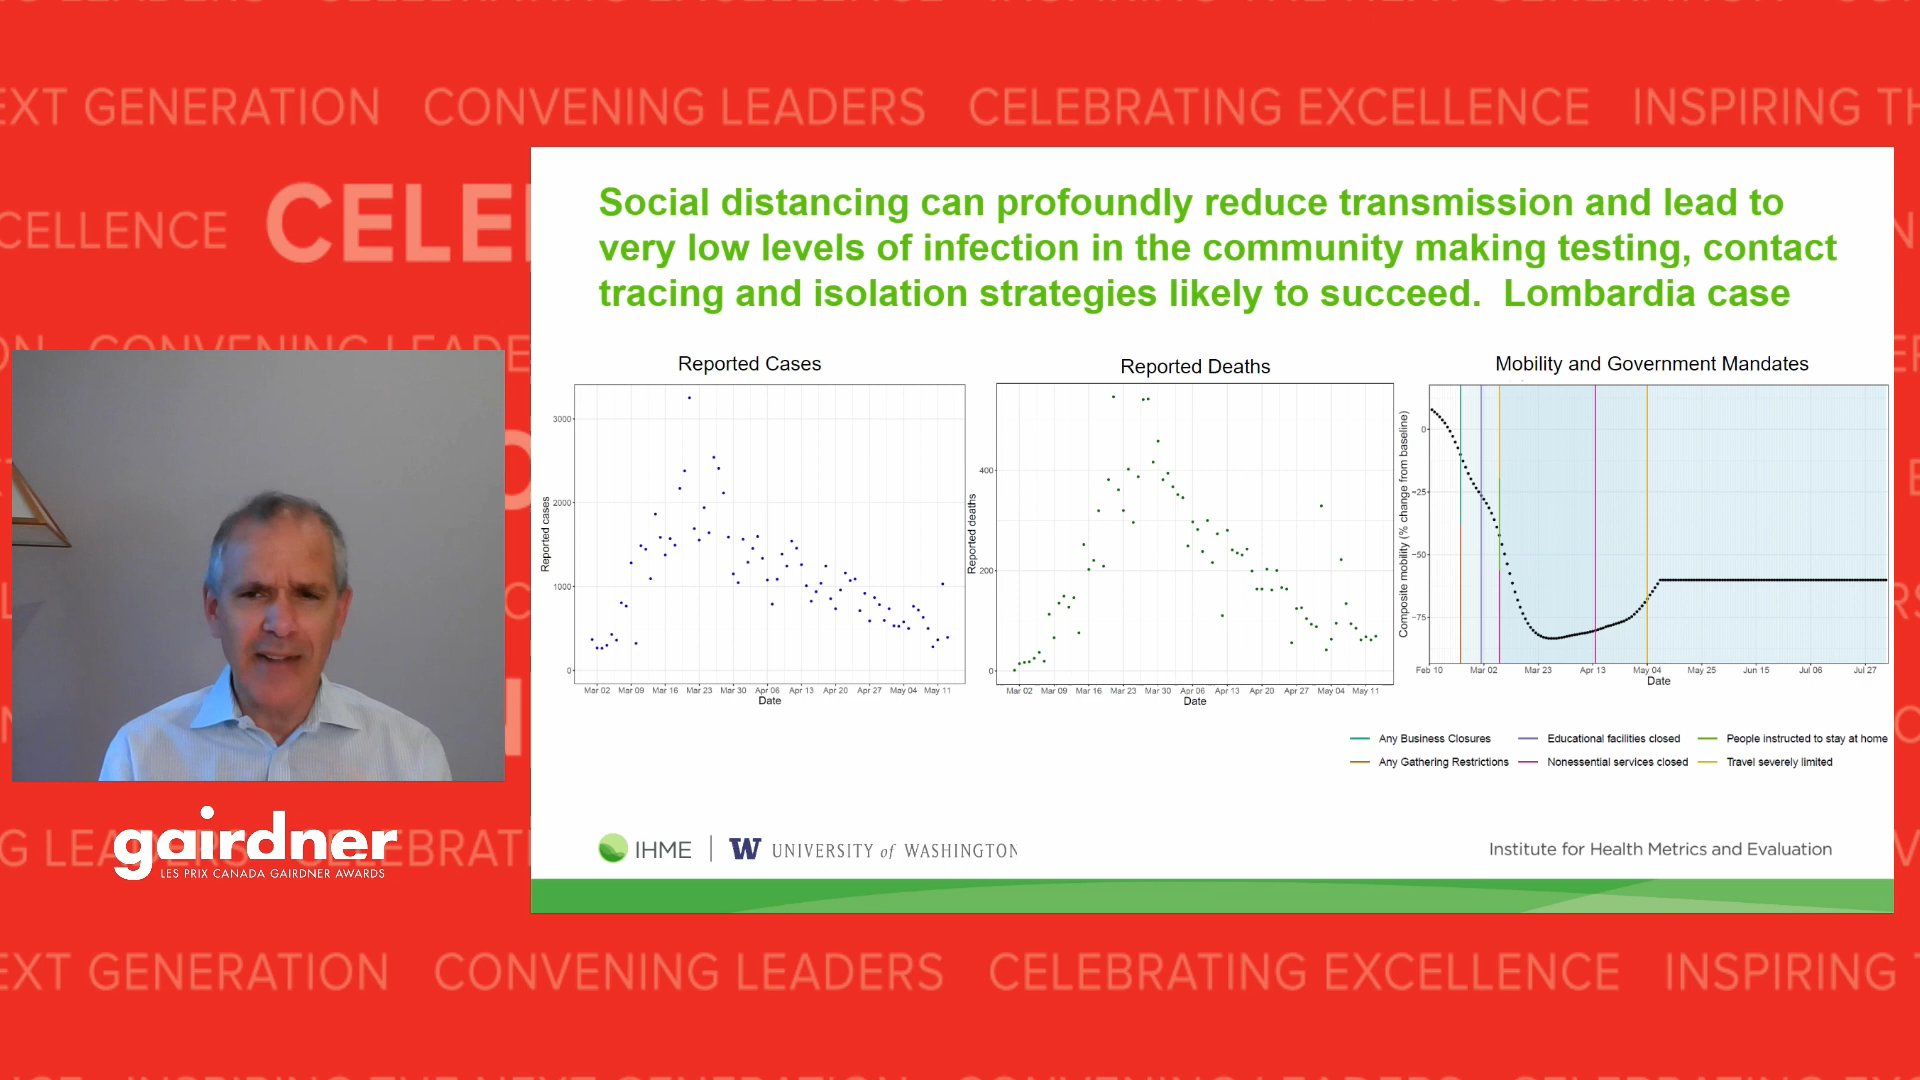 EXT GENERATION CONVENING LEADERS CELEBRATING EXCELLENCE INSPIRING TH
CELLENCE CELE
Social distancing can profoundly reduce transmission and lead to
very low levels of infection in the community making testing, contact
tracing and isolation strategies likely to succeed. Lombardia case
Reported Cases
Reported cases
3000
2000
1000
0
Mar 02 Mar 09 Mar 16 Mar 23 Mar 30 Apr 06 Apr 13 Apr 20 Apr 27 May 04 May 11
Date
Reported Deaths
Reported deaths
400
200
0
Mar 02 Mar 09 Mar 16 Mar 23 Mar 30 Apr 06 Apr 13 Apr 20 Apr 27 May 04 May 11
Date
Mobility and Government Mandates
Composite mobility (% change from baseline)
0
-25
-50
-75
Feb 10 Mar 02 Mar 23 Apr 13 May 04 May 25 Jun 15 Jul 06 Jul 27
Date
Any Business Closures Educational facilities closed People instructed to stay at home
Any Gathering Restrictions Nonessential services closed Travel severely limited
gairdner
LES PRIX CANADA GAIRDNER AWARDS
IHME | W UNIVERSITY of WASHINGTON
Institute for Health Metrics and Evaluation
EXT GENERATION CONVENING LEADERS CELEBRATING EXCELLENCE INSPIRING